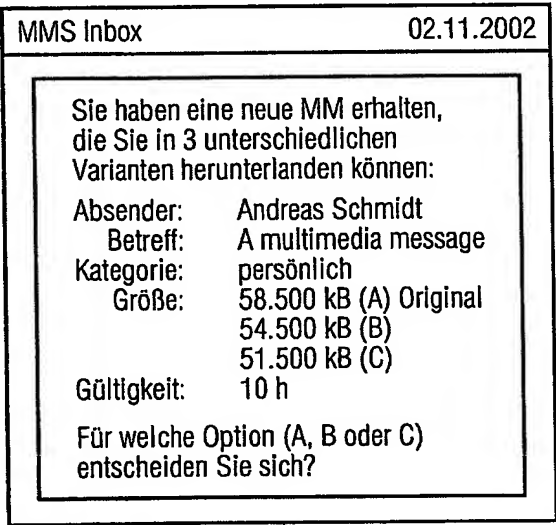 MMS Inbox 02.11.2002
Sie haben eine neue MM erhalten,
die Sie in 3 unterschiedlichen
Varianten herunterlanden können:
Absender: Andreas Schmidt
Betreff: A multimedia message
Kategorie: persönlich
Größe: 58.500 kB (A) Original
54.500 kB (B)
51.500 kB (C)
Gültigkeit: 10 h
Für welche Option (A, B oder C)
entscheiden Sie sich?